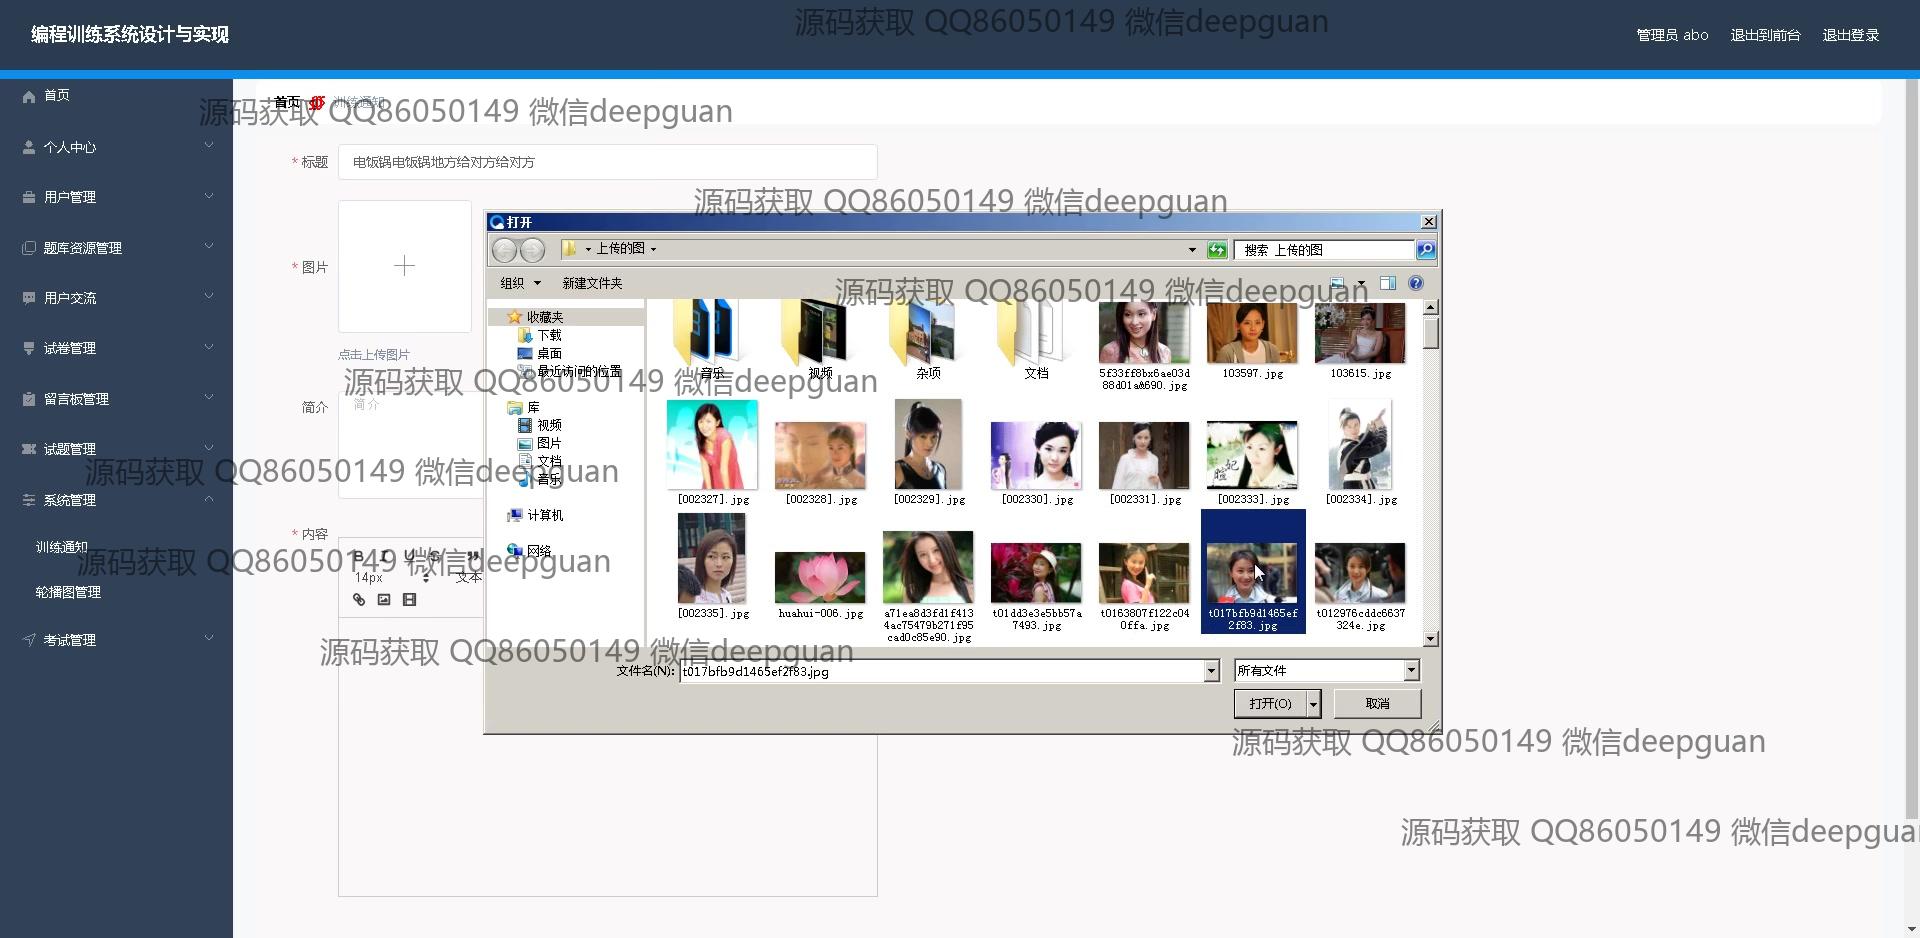 源码获取 QQ86050149 微信deepguan
编程训练系统设计与实现
管理员 abo 退出到前台 退出登录
首页
首页 训练通知
源码获取 QQ86050149 微信deepguan
个人中心
* 标题 电饭锅电饭锅地方给对方给对方
用户管理
源码获取 QQ86050149 微信deepguan
打开
题库资源管理
上传的图
搜索 上传的图
* 图片
组织 新建文件夹
源码获取 QQ86050149 微信deepguan
用户交流
收藏夹
下载
桌面
最近访问的位置
试卷管理
点击上传图片
音乐 视频 杂项 文档 5f33ff8bx6ae03d88d01a&690.jpg 103597.jpg 103615.jpg
源码获取 QQ86050149 微信deepguan
留言板管理
简介 简介
库
视频
图片
文档
音乐
试题管理
源码获取 QQ86050149 微信deepguan
[002327].jpg [002328].jpg [002329].jpg [002330].jpg [002331].jpg [002333].jpg [002334].jpg
系统管理
计算机
* 内容
训练通知
网络
B I U S
源码获取 QQ86050149 微信deepguan
14px 文本
轮播图管理
[002335].jpg huahui-006.jpg a71ea8d3fd1f4134ac75479b271f95cad0c85e90.jpg t01dd3e3e5bb57a7493.jpg t0163807f122c040ffa.jpg t017bfb9d1465ef2f83.jpg t012976cddc6637324e.jpg
考试管理
源码获取 QQ86050149 微信deepguan
文件名(N): t017bfb9d1465ef2f83.jpg 所有文件
打开(O) 取消
源码获取 QQ86050149 微信deepguan
源码获取 QQ86050149 微信deepguan